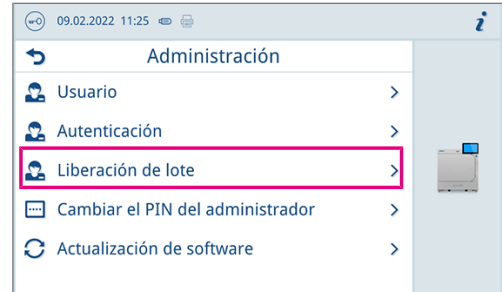 09.02.2022 11:25
Administración
Usuario
Autenticación
Liberación de lote
Cambiar el PIN del administrador
Actualización de software